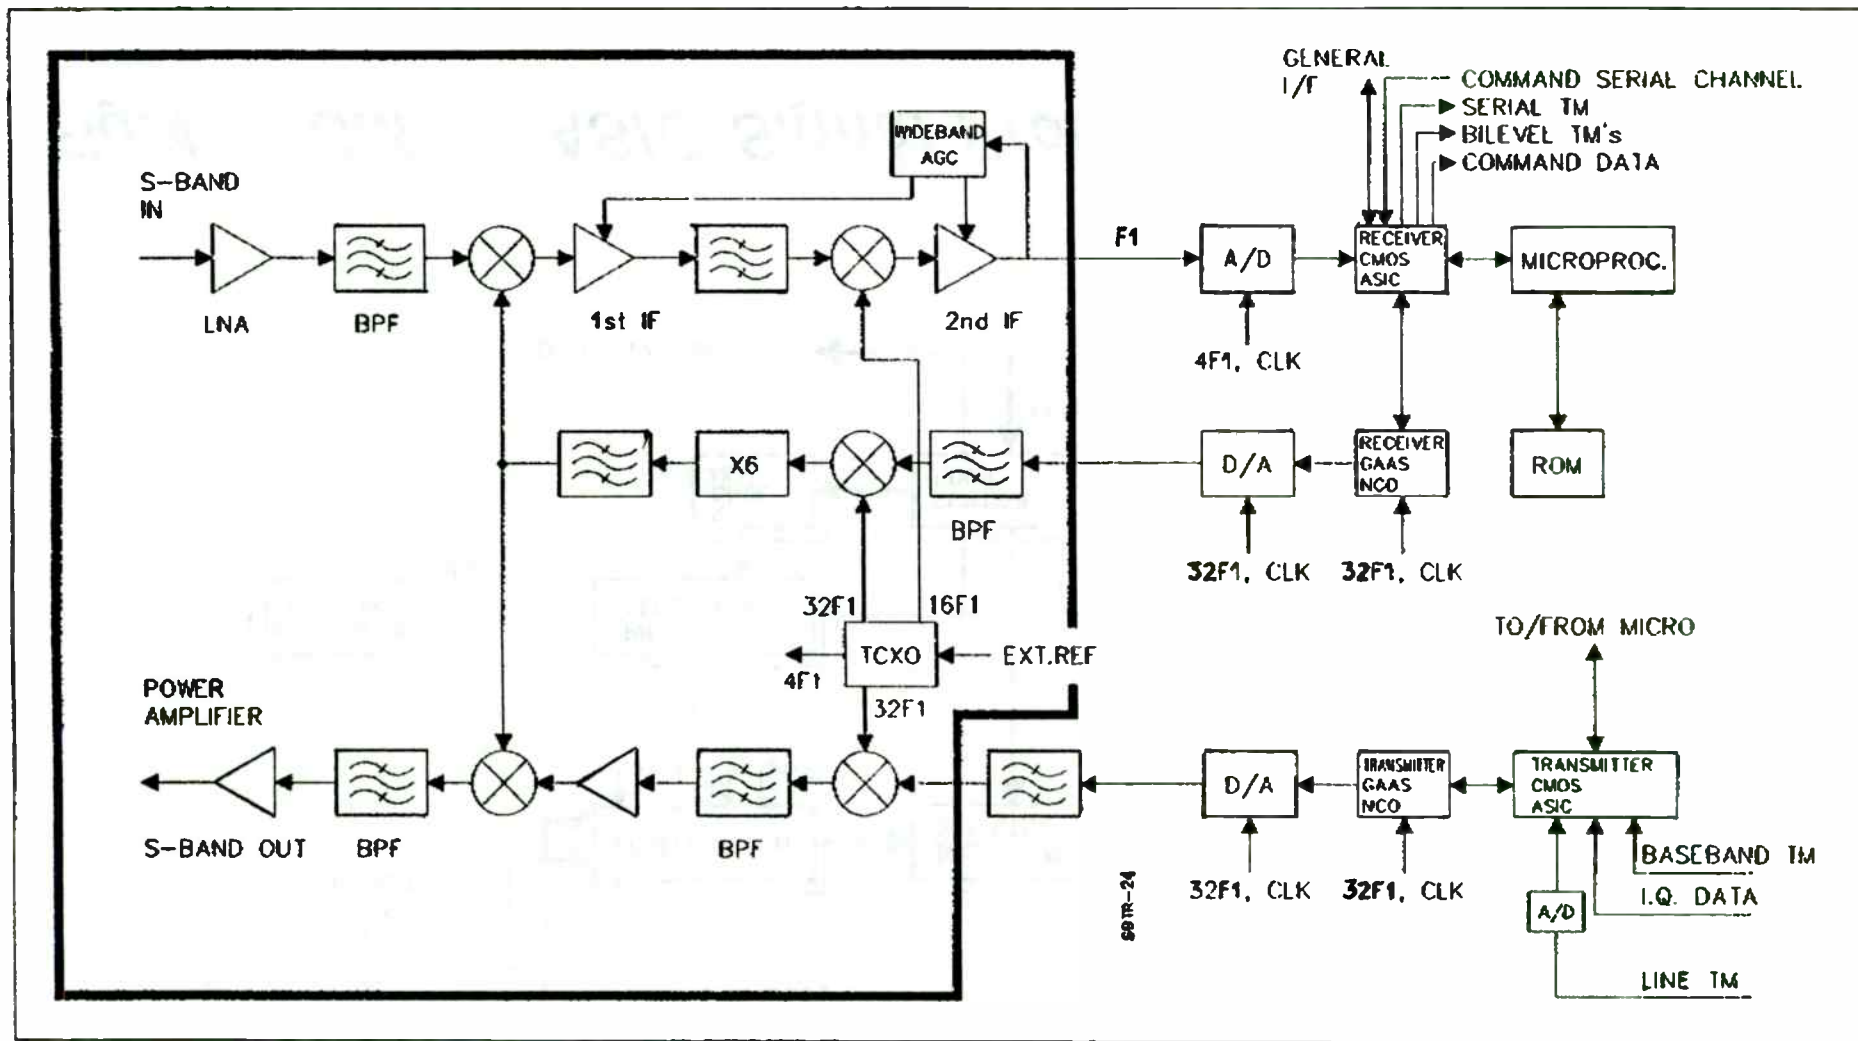 GENERAL
I/F
COMMAND SERIAL CHANNEL
SERIAL TM
BILEVEL TM's
COMMAND DATA
WIDEBAND
AGC
S-BAND
IN
LNA
BPF
1st IF
2nd IF
F1
A/D
RECEIVER
CMOS
ASIC
MICROPROC.
4F1, CLK
X6
BPF
D/A
RECEIVER
GAAS
NCO
ROM
32F1, CLK
32F1, CLK
32F1
16F1
TCXO
EXT.REF
4F1
32F1
TO/FROM MICRO
POWER
AMPLIFIER
S-BAND OUT
BPF
BPF
D/A
TRANSMITTER
GAAS
NCO
TRANSMITTER
CMOS
ASIC
32F1, CLK
32F1, CLK
BASEBAND TM
I.Q. DATA
A/D
LINE TM